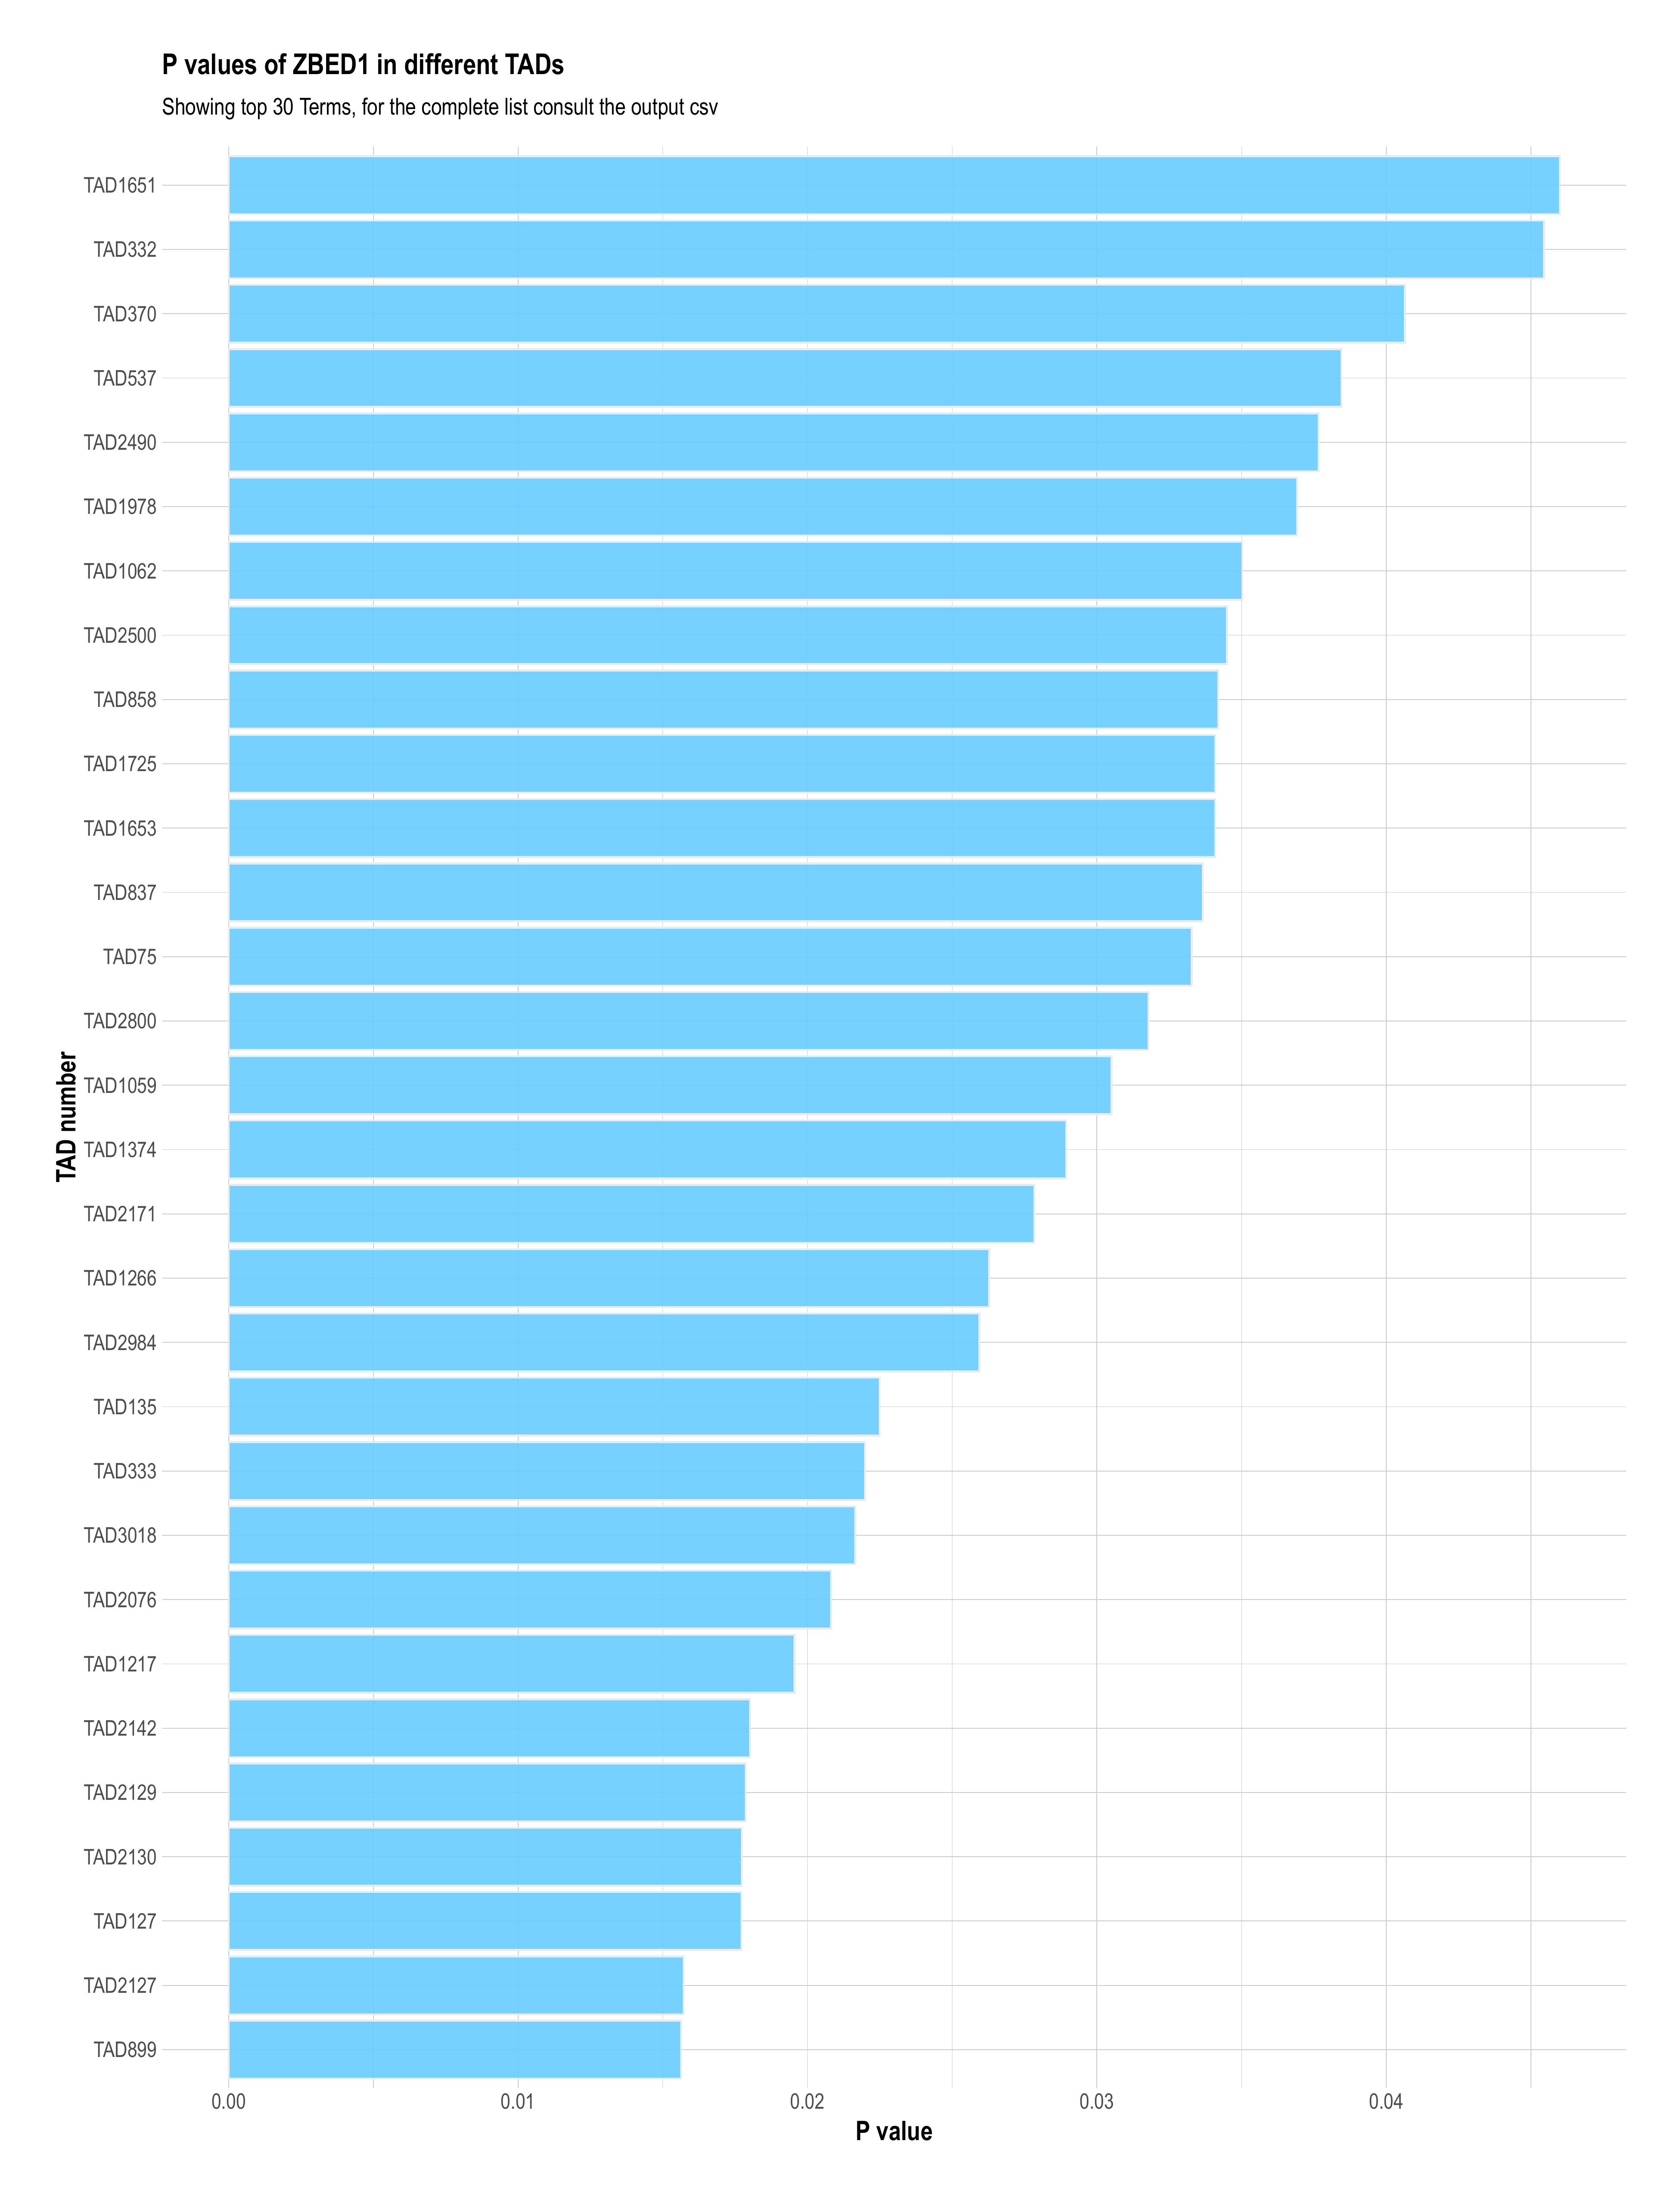 P values of ZBED1 in different TADs
Showing top 30 Terms, for the complete list consult the output csv
TAD1651
TAD332
TAD370
TAD537
TAD2490
TAD1978
TAD1062
TAD2500
TAD858
TAD1725
TAD1653
TAD837
TAD75
TAD2800
TAD1059
TAD1374
TAD2171
TAD1266
TAD2984
TAD135
TAD333
TAD3018
TAD2076
TAD1217
TAD2142
TAD2129
TAD2130
TAD127
TAD2127
TAD899
TAD number
0.00 0.01 0.02 0.03 0.04
P value